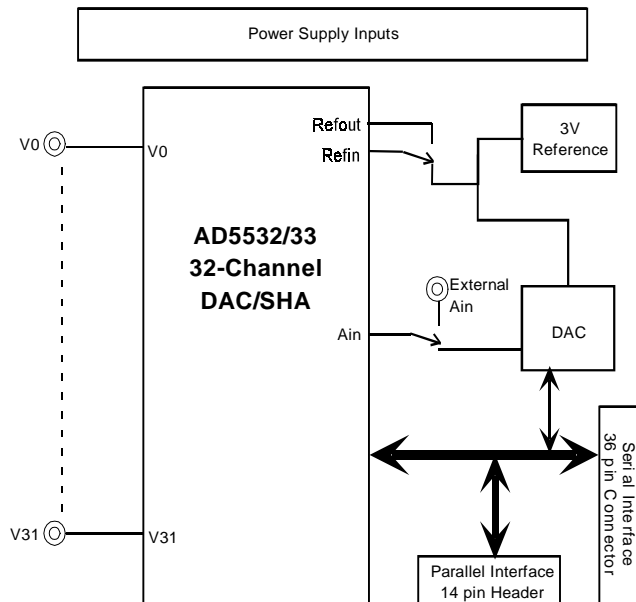 Power Supply Inputs
Refout
Refin
3V
Reference
V0
V0
AD5532/33
32-Channel
DAC/SHA
External
Ain
Ain
DAC
V31
V31
Serial Interface
36 pin Connector
Parallel Interface
14 pin Header